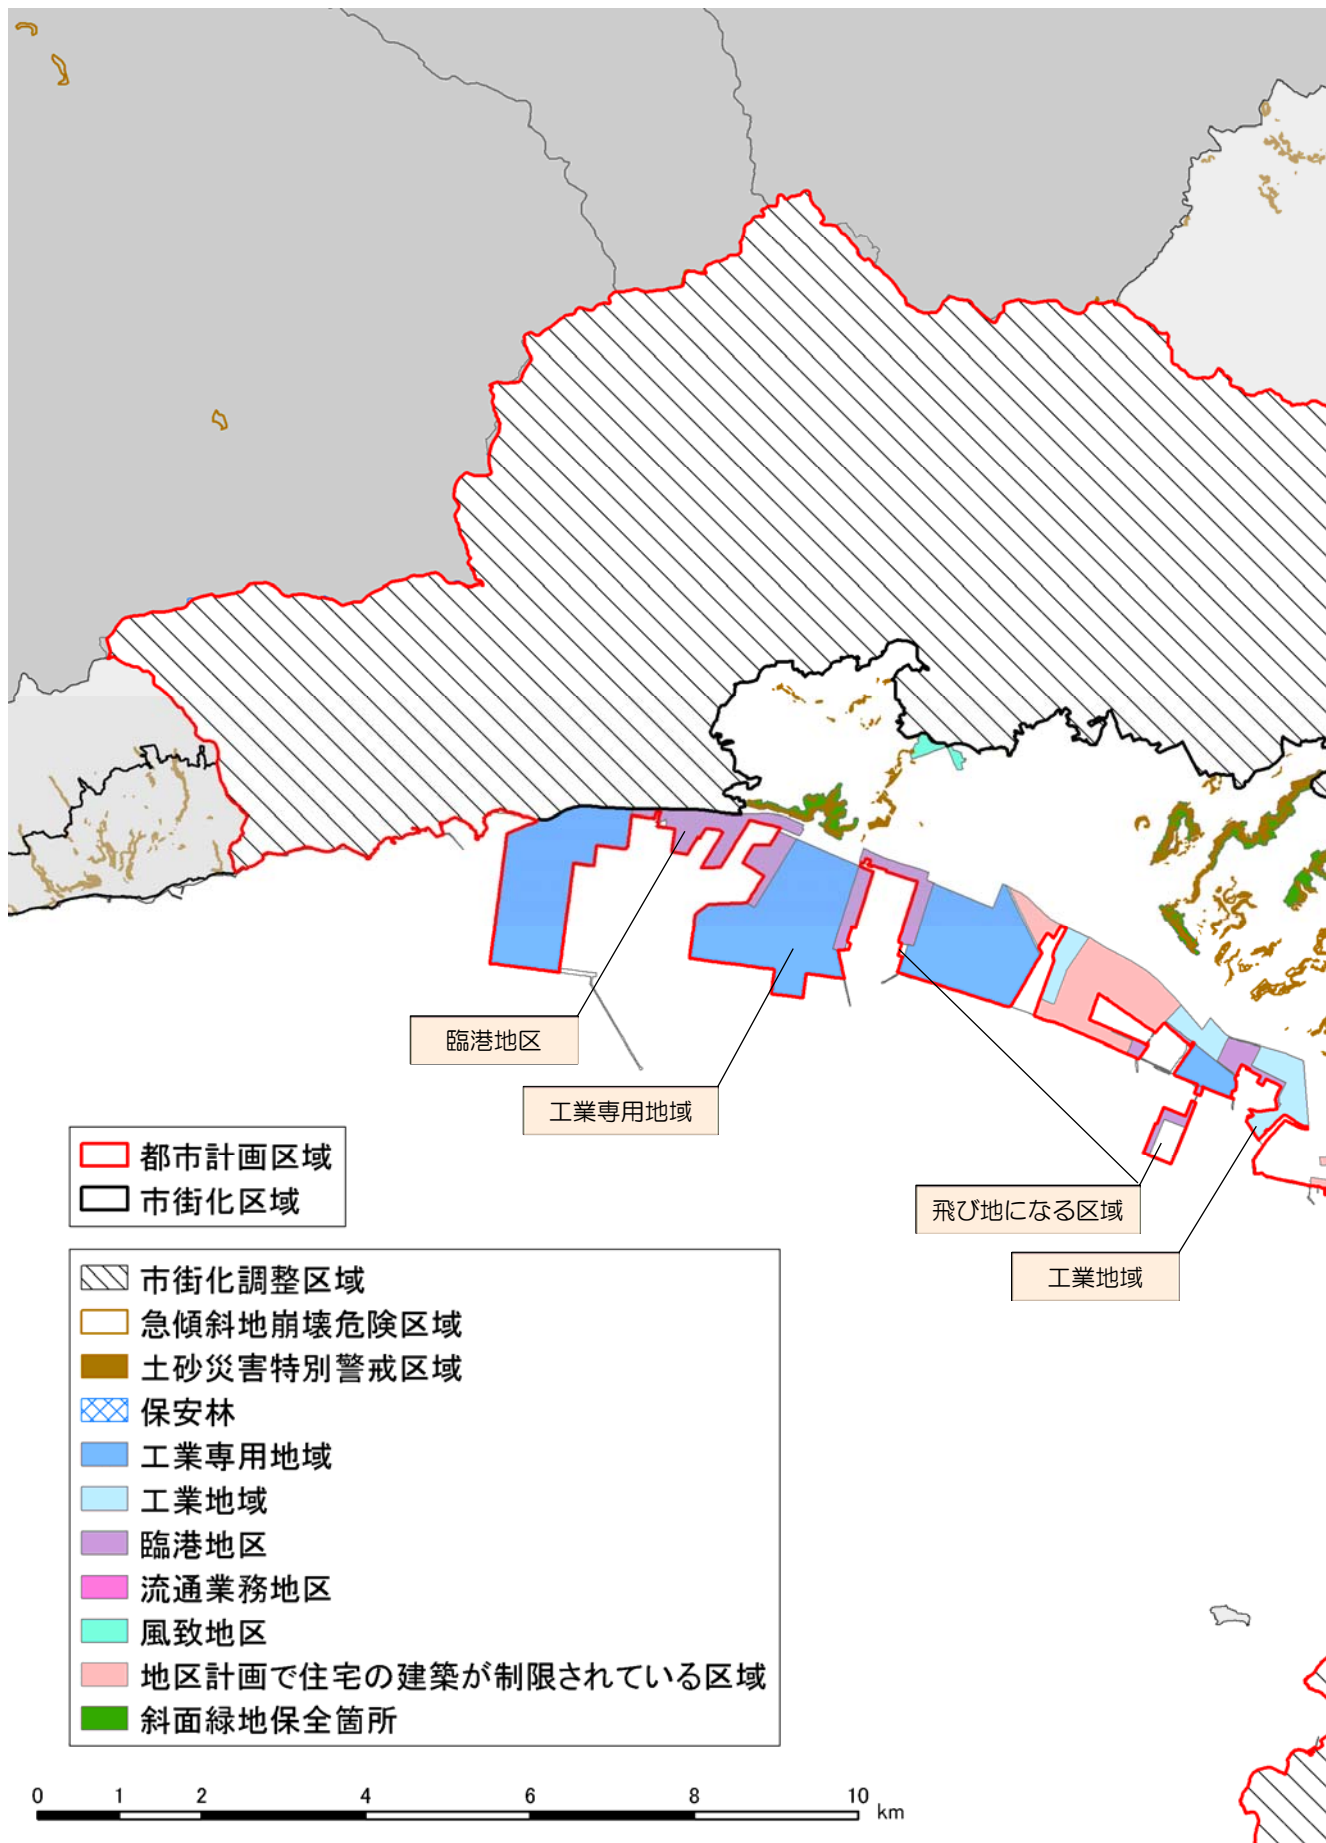 臨港地区
工業専用地域
飛び地になる区域
工業地域
都市計画区域
市街化区域
市街化調整区域
急傾斜地崩壊危険区域
土砂災害特別警戒区域
保安林
工業専用地域
工業地域
臨港地区
流通業務地区
風致地区
地区計画で住宅の建築が制限されている区域
斜面緑地保全箇所
0 1 2 4 6 8 10 km